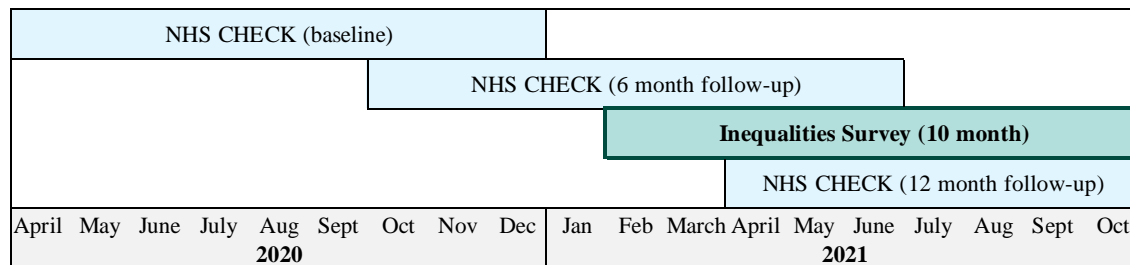 NHS CHECK (baseline)
NHS CHECK (6 month follow-up)
Inequalities Survey (10 month)
NHS CHECK (12 month follow-up)
April May June July Aug Sept Oct Nov Dec Jan Feb March April May June July Aug Sept Oct
2020 2021